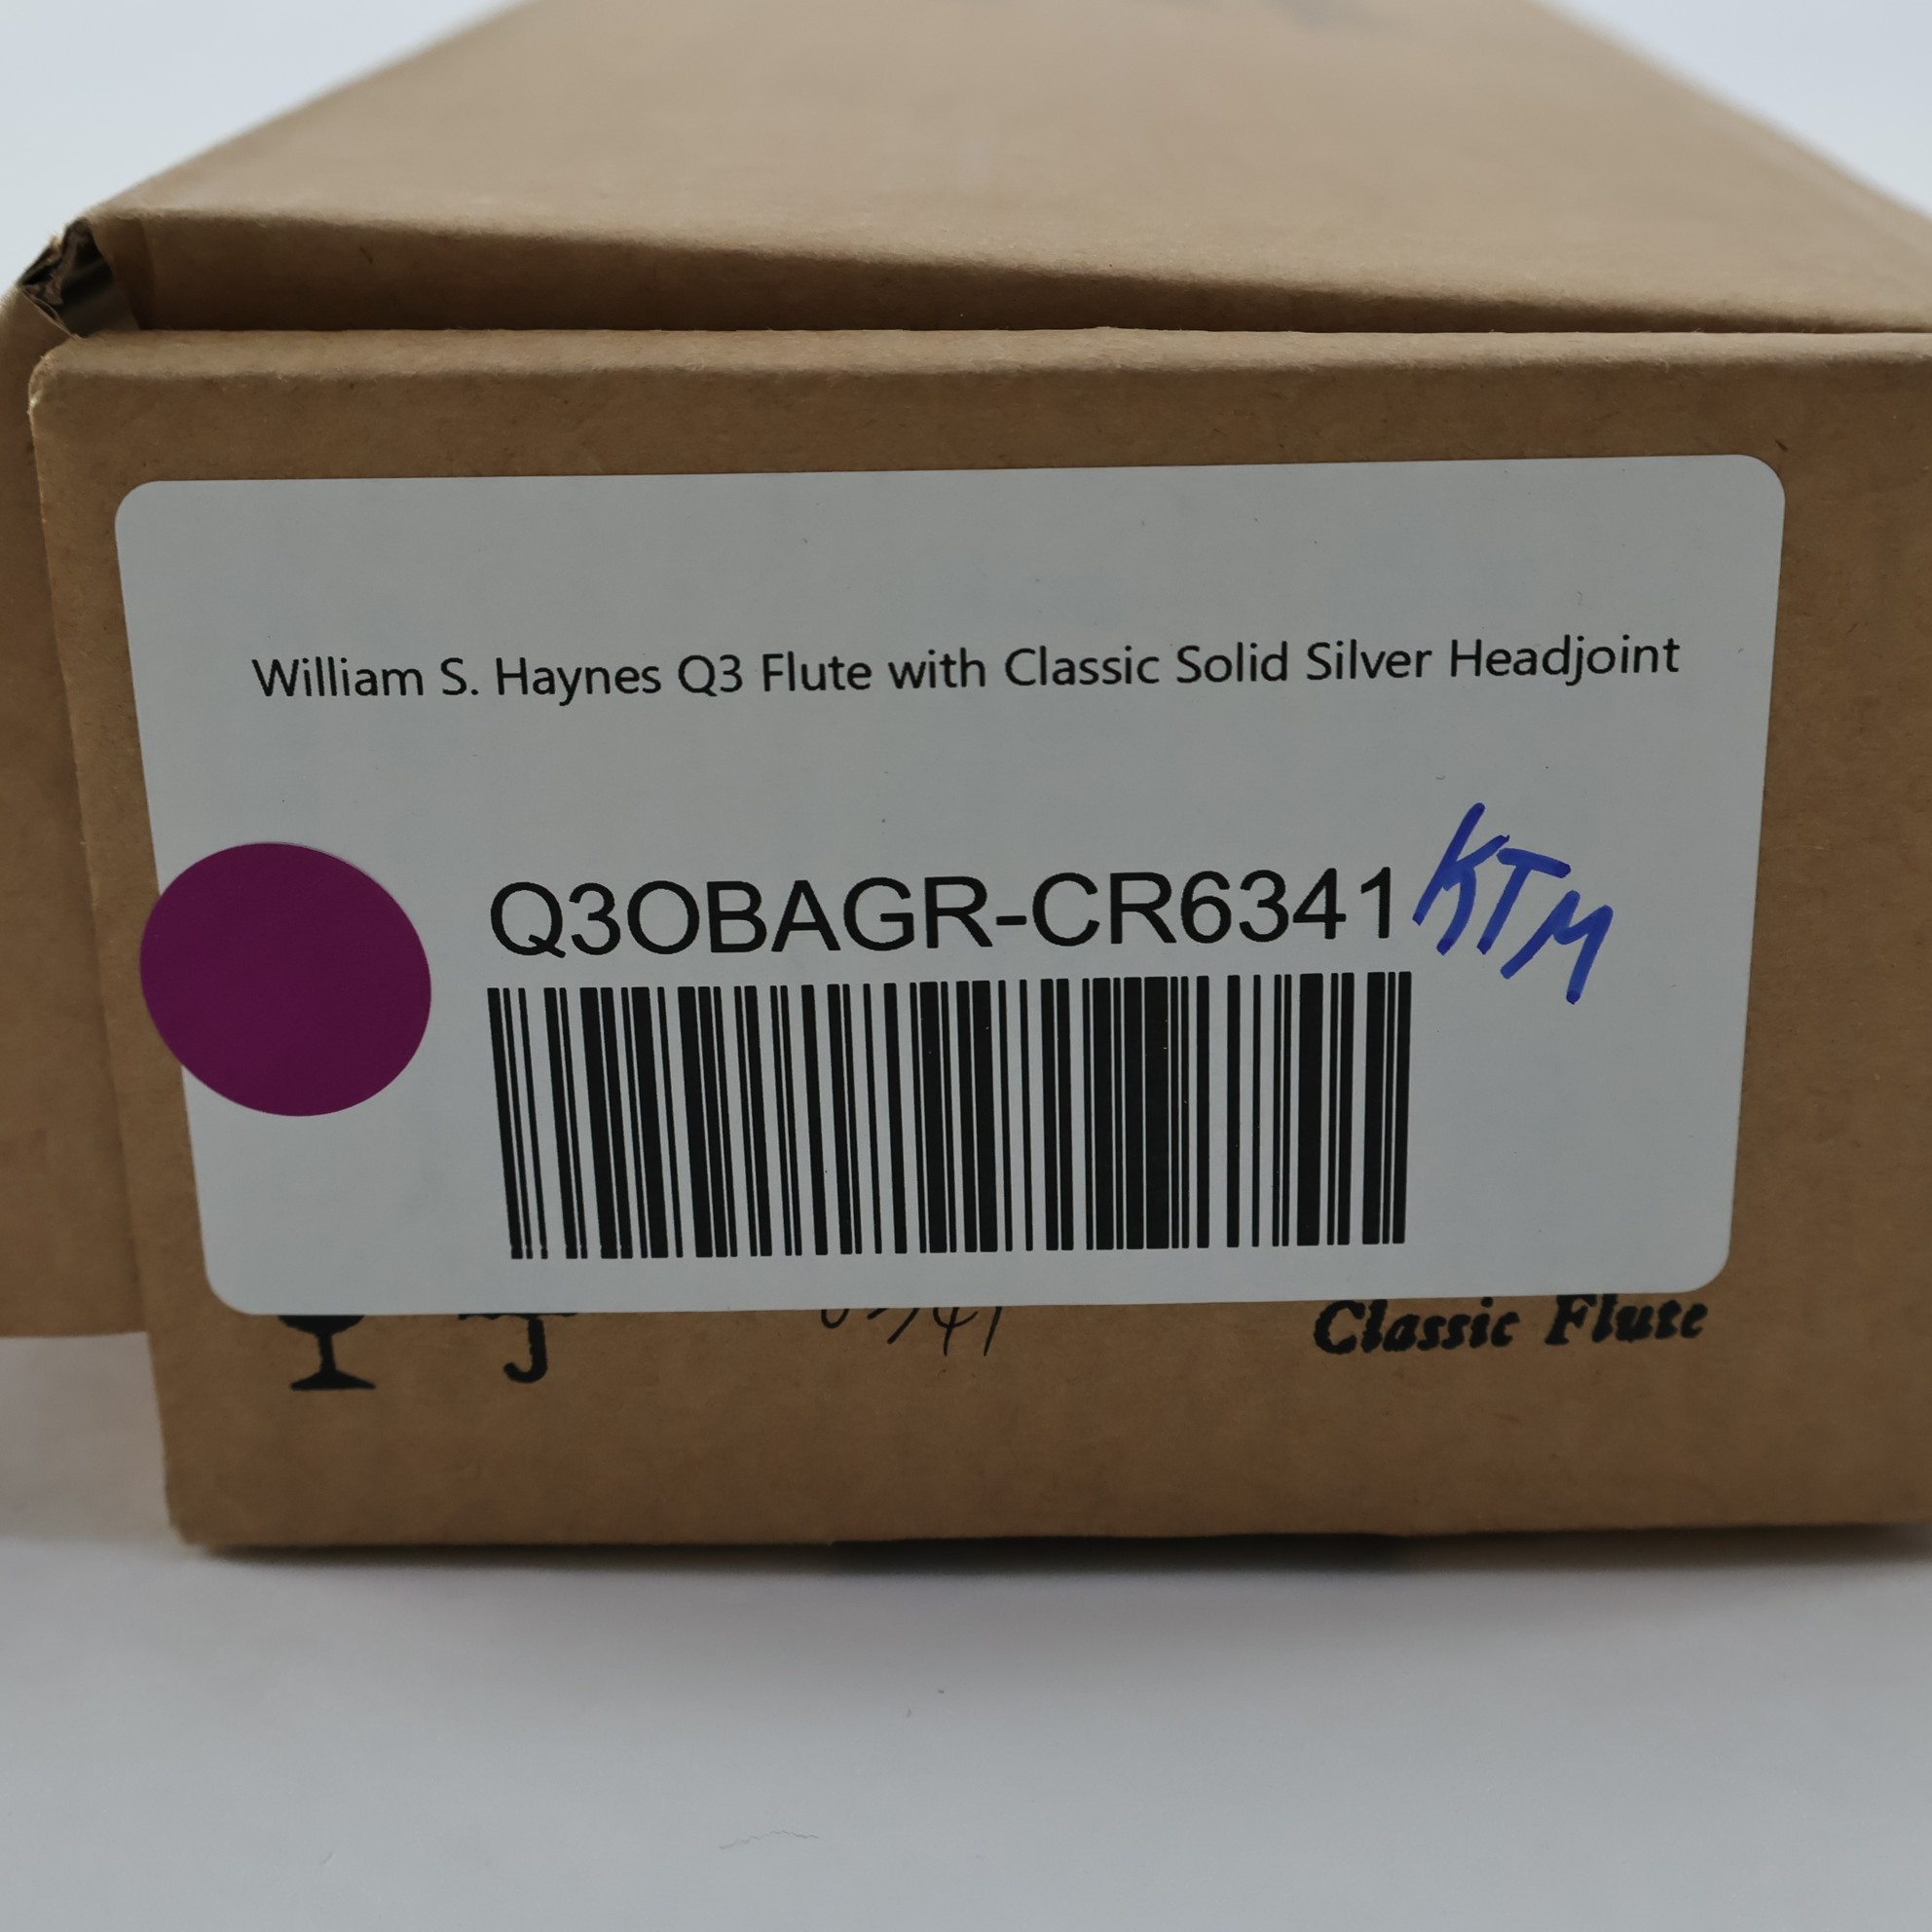 William S. Haynes Q3 Flute with Classic Solid Silver Headjoint
Q3OBAGR-CR6341
KTM
Classic Flute